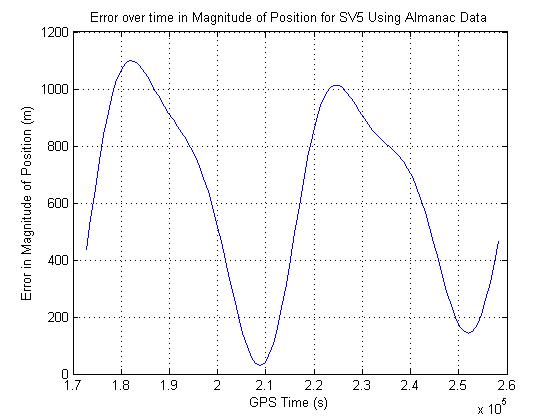 Error over time in Magnitude of Position for SV5 Using Almanac Data
1200
1000
800
600
400
200
0
Error in Magnitude of Position (m)
1.7 1.8 1.9 2 2.1 2.2 2.3 2.4 2.5 2.6
GPS Time (s)
x 10⁵